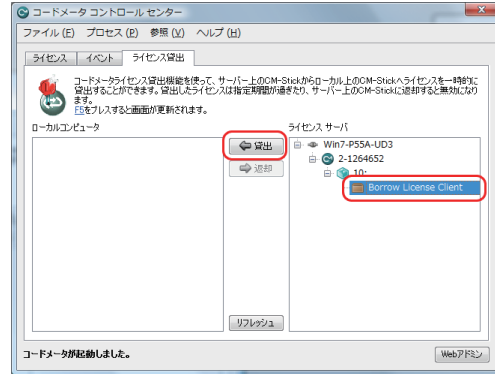 コードメータ コントロール センター
ファイル (F) プロセス (P) 参照 (V) ヘルプ (H)
ライセンス イベント ライセンス貸出
コードメータライセンス貸出機能を使って、サーバー上のCM-Stickからローカル上のCM-Stickへライセンスを一時的に
貸出することができます。貸出したライセンスは指定期間が過ぎたり、サーバー上のCM-Stickに返却すると無効になり
ます。
F5をプレスすると画面が更新されます。
ローカルコンピュータ
ライセンス サーバ
貸出
返却
Win7-P55A-UD3
2-1264652
10:
Borrow License Client
リフレッシュ
コードメータが起動しました。
Webアドミン